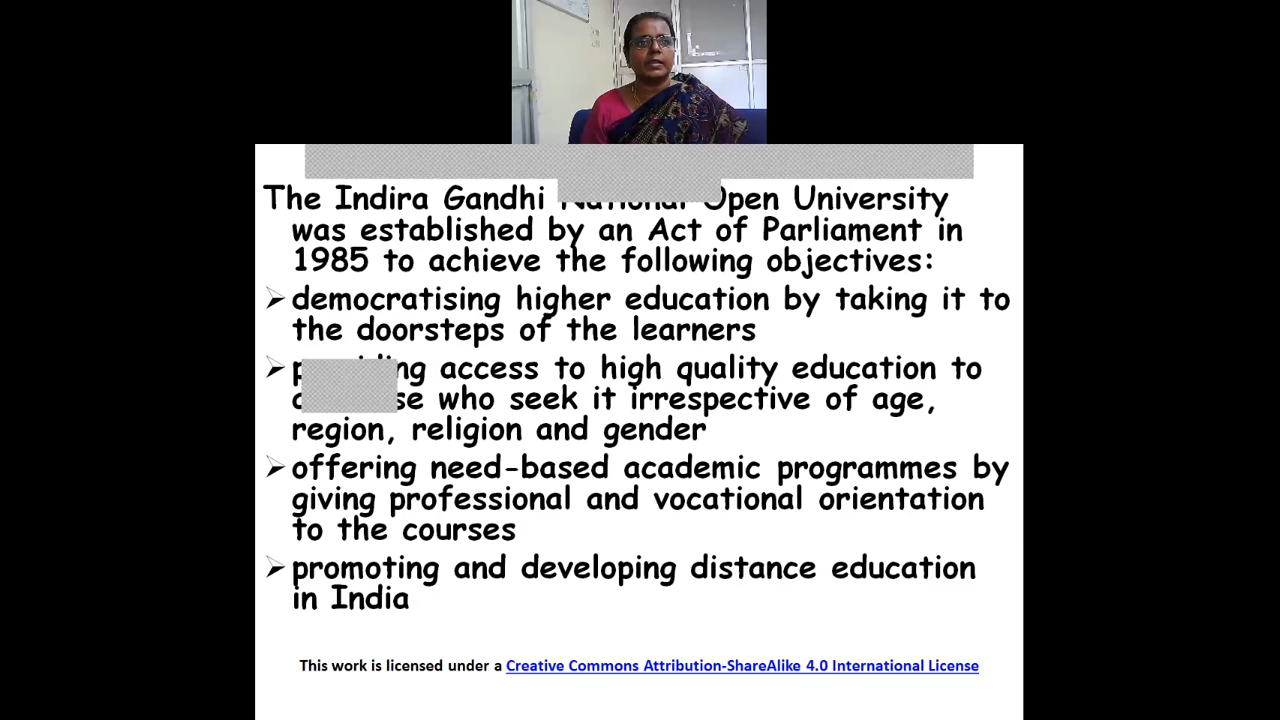 The Indira Gandhi National Open University
was established by an Act of Parliament in
1985 to achieve the following objectives:
➢ democratising higher education by taking it to
the doorsteps of the learners
➢ access to high quality education to
who seek it irrespective of age,
region, religion and gender
➢ offering need-based academic programmes by
giving professional and vocational orientation
to the courses
➢ promoting and developing distance education
in India
This work is licensed under a Creative Commons Attribution-ShareAlike 4.0 International License